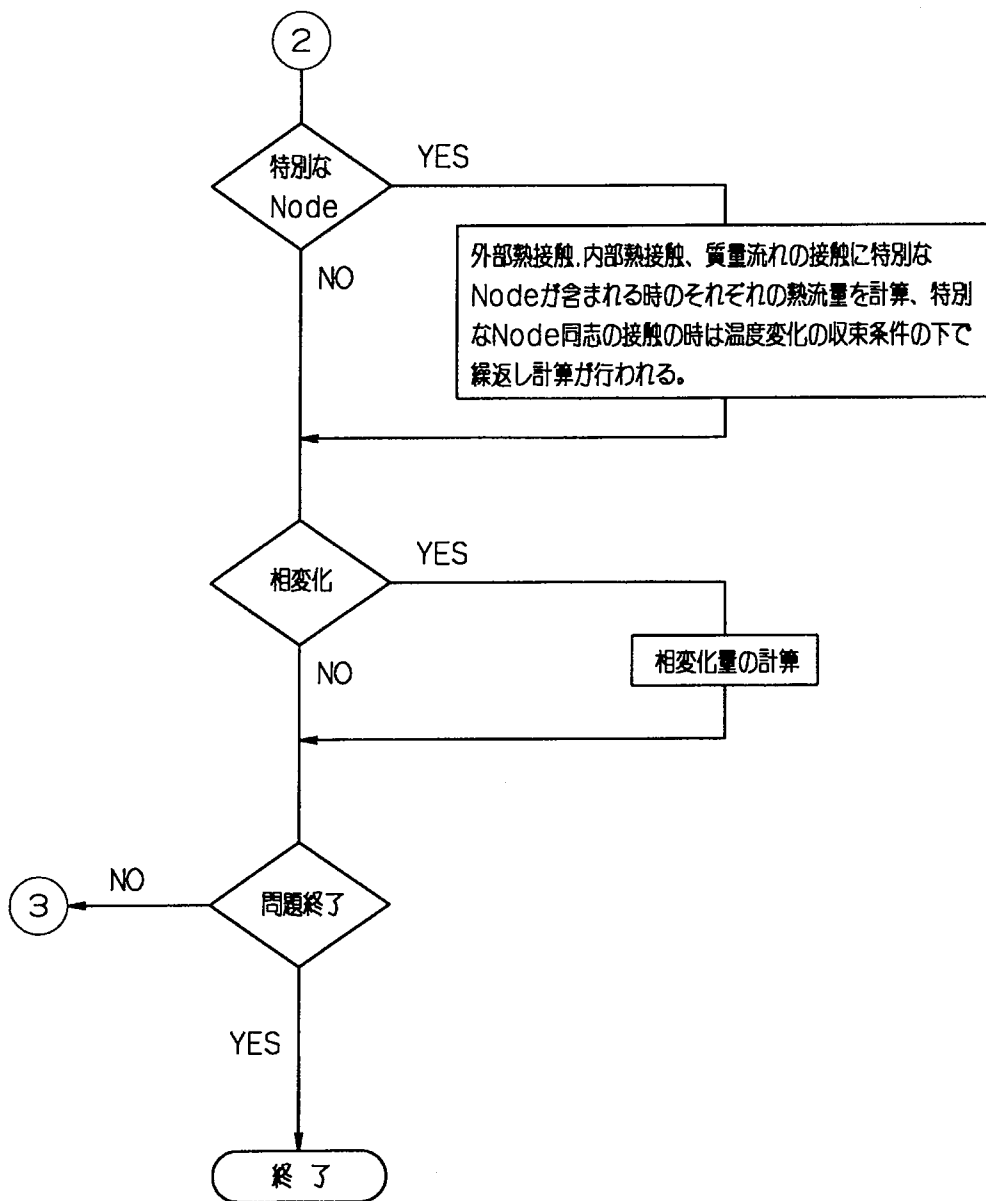 2
特別な
Node
YES
NO
外部熱接触.内部熱接触、質量流れの接触に特別な
Nodeが含まれる時のそれぞれの熱流量を計算、特別
なNode同志の接触の時は温度変化の収束条件の下で
繰返し計算が行われる。
相変化
YES
NO
相変化量の計算
問題終了
NO
3
YES
終了